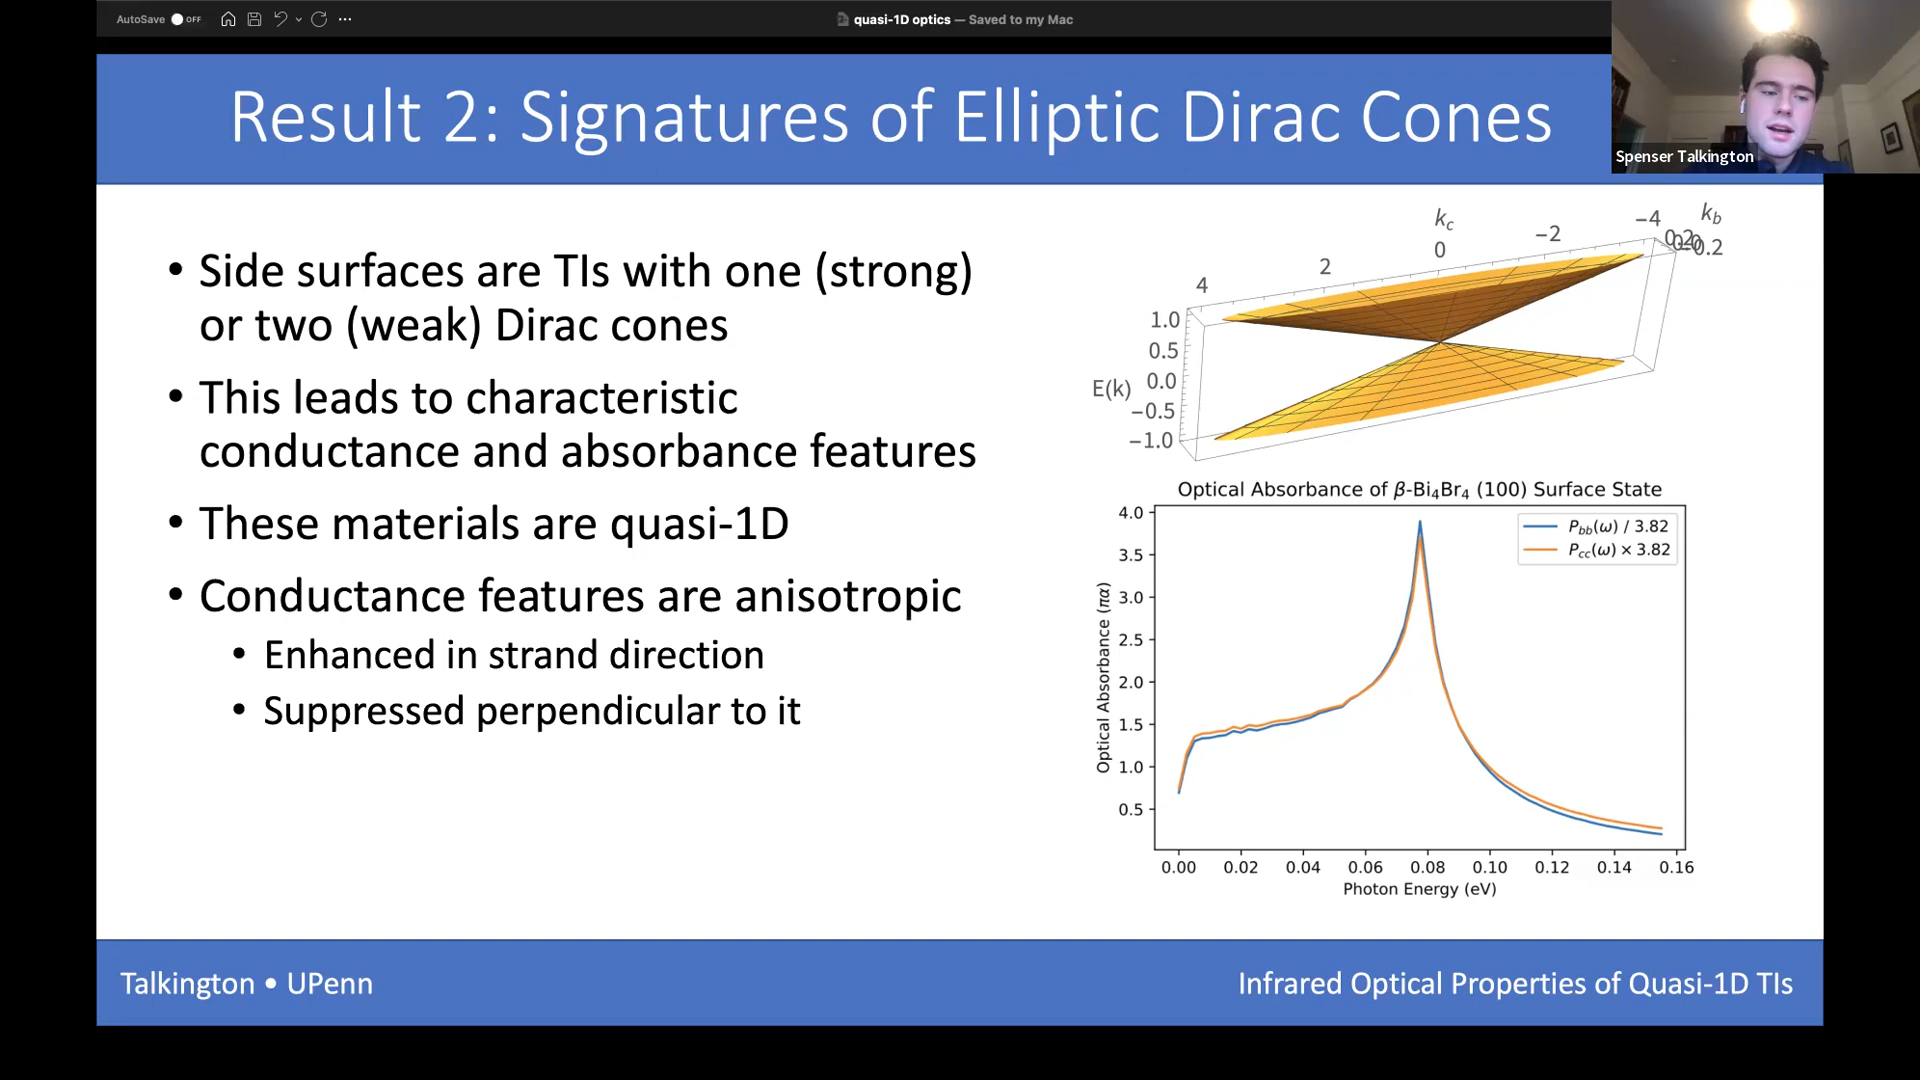 AutoSave OFF
quasi-1D optics — Saved to my Mac
Spenser Talkington
Result 2: Signatures of Elliptic Dirac Cones
• Side surfaces are TIs with one (strong)
or two (weak) Dirac cones
• This leads to characteristic
conductance and absorbance features
• These materials are quasi-1D
• Conductance features are anisotropic
• Enhanced in strand direction
• Suppressed perpendicular to it
k_c
k_b
4
2
0
−2
−4
0.2
−0.2
1.0
0.5
0.0
−0.5
−1.0
E(k)
Optical Absorbance of β-Bi₄Br₄ (100) Surface State
P_bb(ω) / 3.82
P_cc(ω) × 3.82
4.0
3.5
3.0
2.5
2.0
1.5
1.0
0.5
Optical Absorbance (πα)
0.00 0.02 0.04 0.06 0.08 0.10 0.12 0.14 0.16
Photon Energy (eV)
Talkington • UPenn
Infrared Optical Properties of Quasi-1D TIs